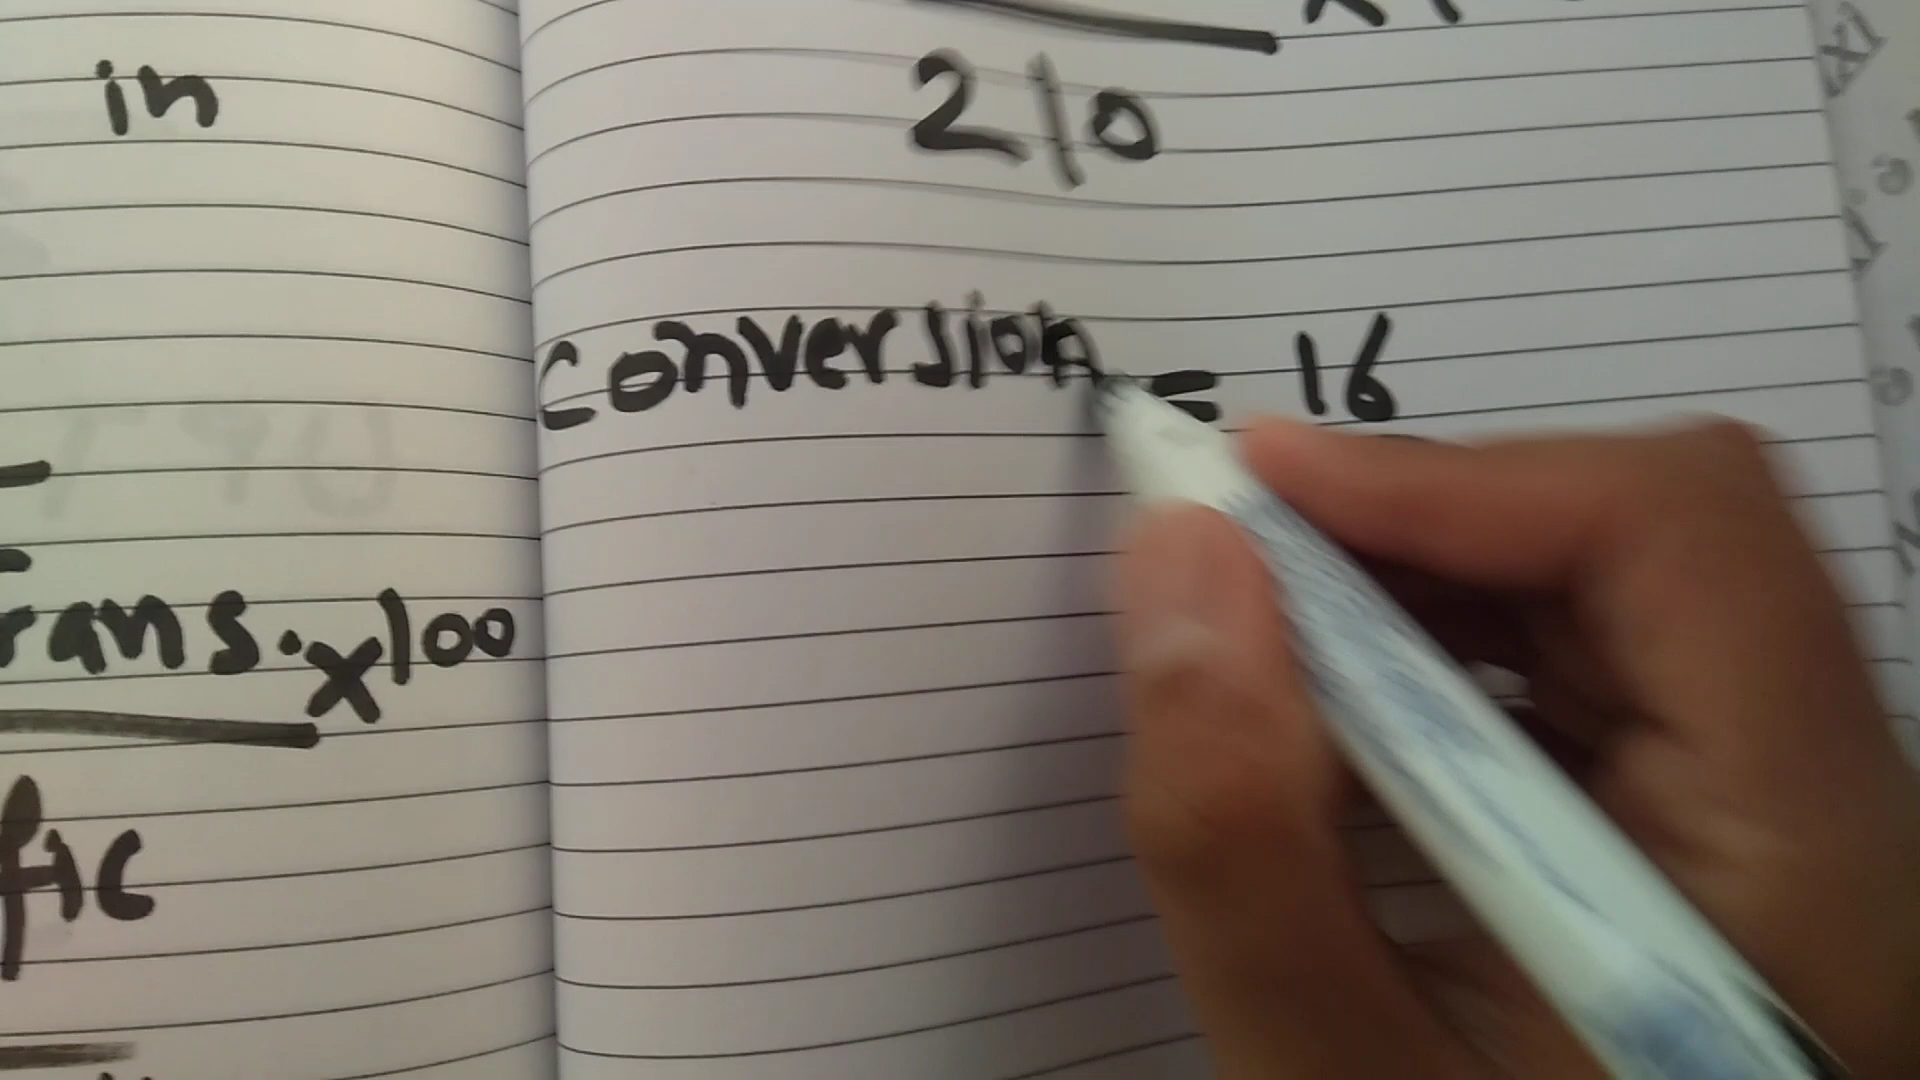 in
rans. x100
fic
210
Conversion = 16